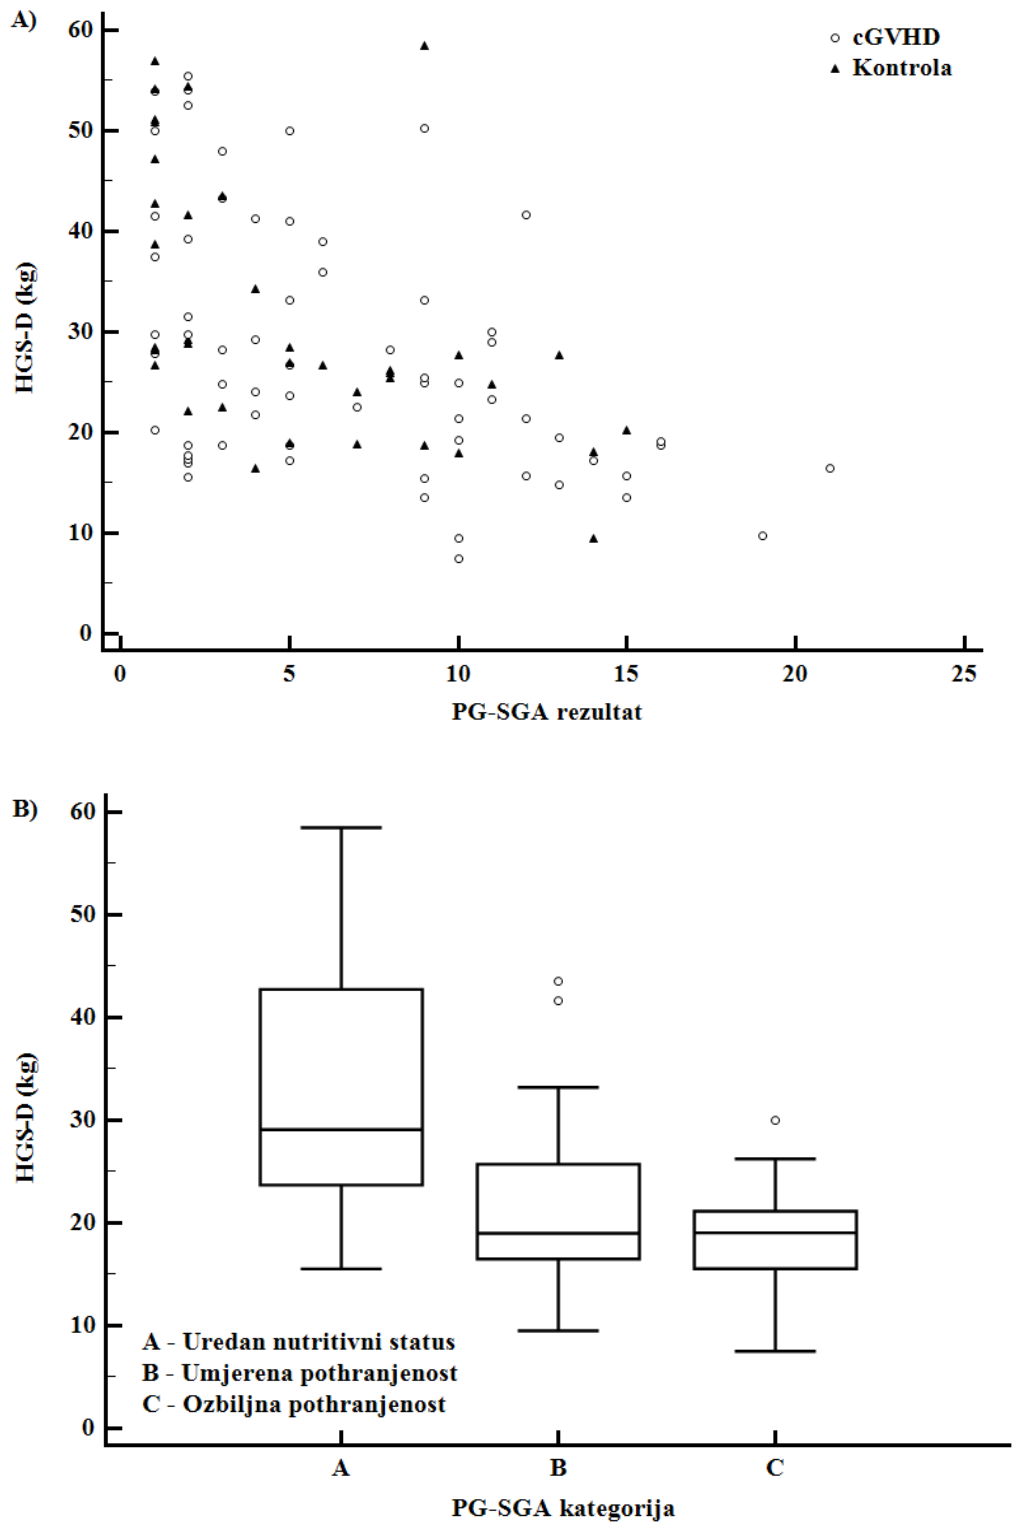 A)
cGVHD
Kontrola
60
50
40
30
20
10
0
HGS-D (kg)
0 5 10 15 20 25
PG-SGA rezultat
B)
60
50
40
30
20
10
0
HGS-D (kg)
A - Uredan nutritivni status
B - Umjerena pothranjenost
C - Ozbiljna pothranjenost
A B C
PG-SGA kategorija